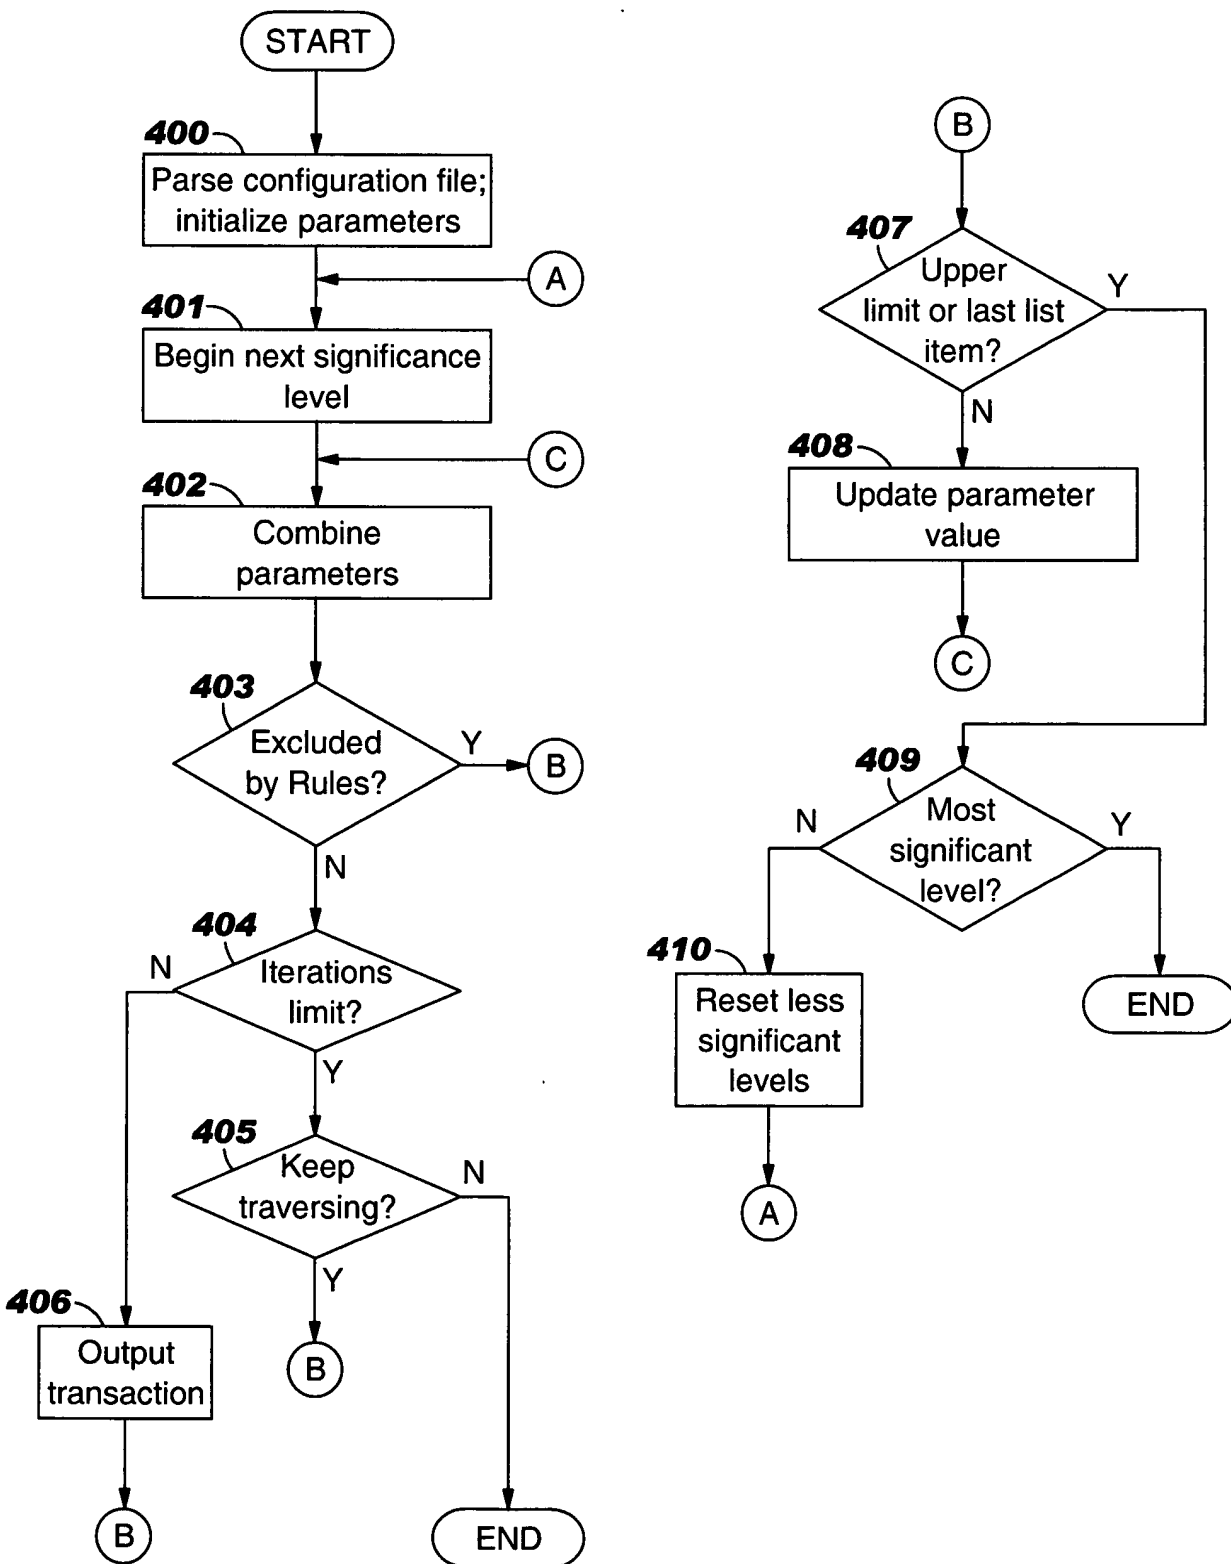 START
400
Parse configuration file;
initialize parameters
A
401
Begin next significance
level
C
402
Combine
parameters
403
Excluded
by Rules?
Y
B
N
404
Iterations
limit?
N
Y
405
Keep
traversing?
N
Y
B
406
Output
transaction
B
END
B
407
Upper
limit or last list
item?
Y
N
408
Update parameter
value
C
409
Most
significant
level?
N
Y
410
Reset less
significant
levels
END
A